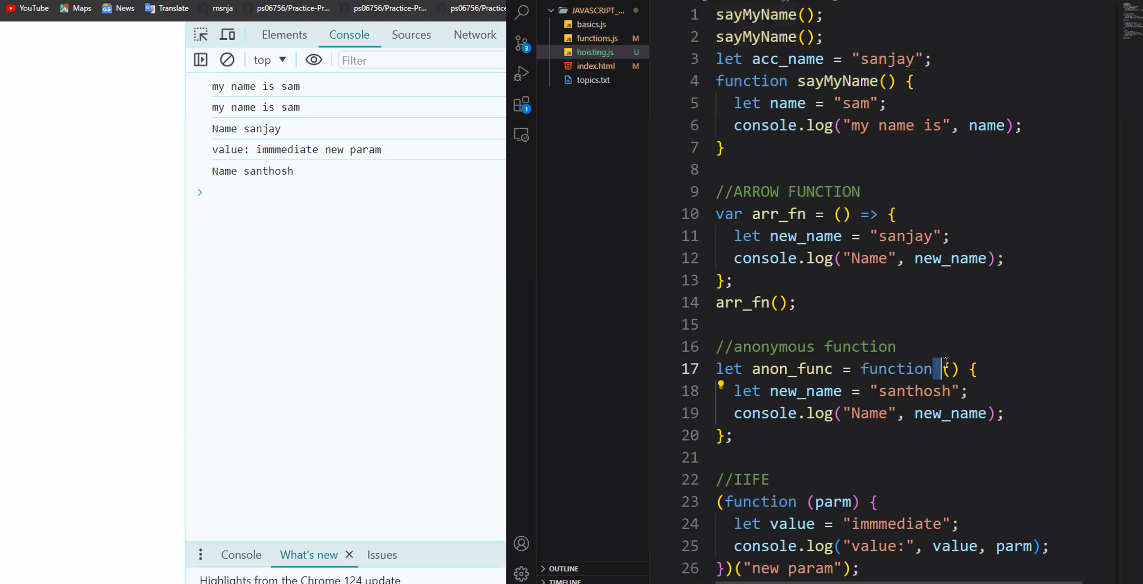 YouTube Maps News Translate rnsnja ps06756/Practice-Pr... ps06756/Practice-Pr... ps06756/Practice
Elements Console Sources Network
top Filter
my name is sam
my name is sam
Name sanjay
value: immmediate new param
Name santhosh
Console What's new Issues
Highlights from the Chrome 124 update
3
1
JAVASCRIPT_...
basics.js
functions.js M
hoisting.js U
index.html M
topics.txt
OUTLINE
TIMELINE
1 sayMyName();
2 sayMyName();
3 let acc_name = "sanjay";
4 function sayMyName() {
5 let name = "sam";
6 console.log("my name is", name);
7 }
8
9 //ARROW FUNCTION
10 var arr_fn = () => {
11 let new_name = "sanjay";
12 console.log("Name", new_name);
13 };
14 arr_fn();
15
16 //anonymous function
17 let anon_func = function () {
18 let new_name = "santhosh";
19 console.log("Name", new_name);
20 };
21
22 //IIFE
23 (function (parm) {
24 let value = "immmediate";
25 console.log("value:", value, parm);
26 })("new param");